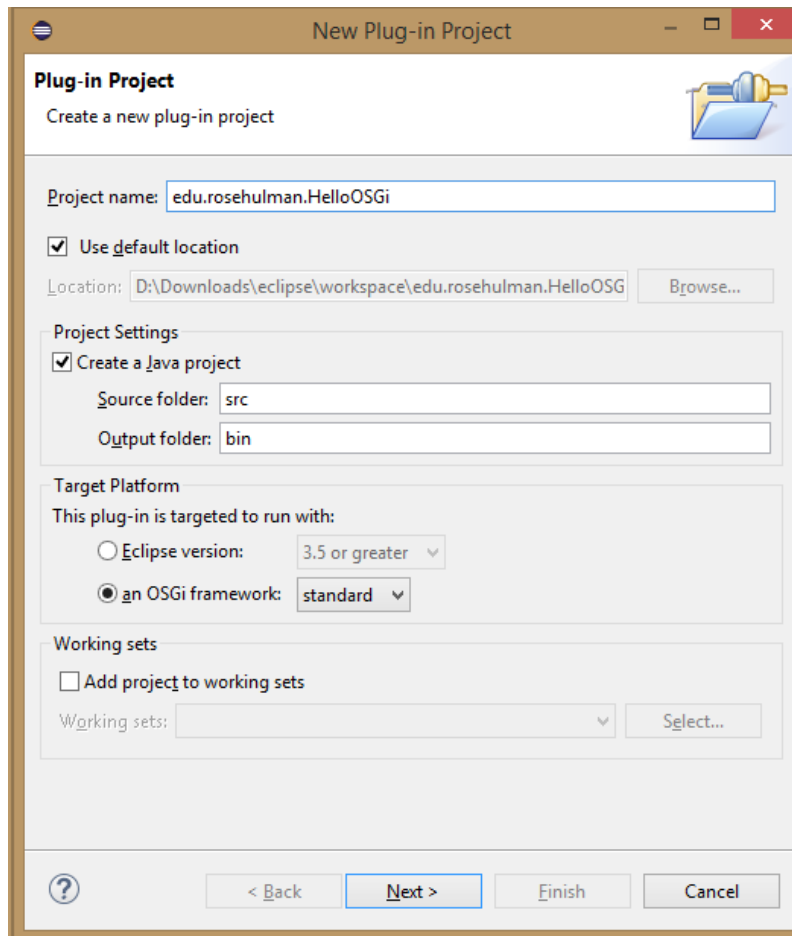 New Plug-in Project
Plug-in Project
Create a new plug-in project
Project name: edu.rosehulman.HelloOSGi
Use default location
Location: D:\Downloads\eclipse\workspace\edu.rosehulman.HelloOSG Browse...
Project Settings
Create a Java project
Source folder: src
Output folder: bin
Target Platform
This plug-in is targeted to run with:
Eclipse version: 3.5 or greater
an OSGi framework: standard
Working sets
Add project to working sets
Working sets: Select...
? < Back Next > Finish Cancel